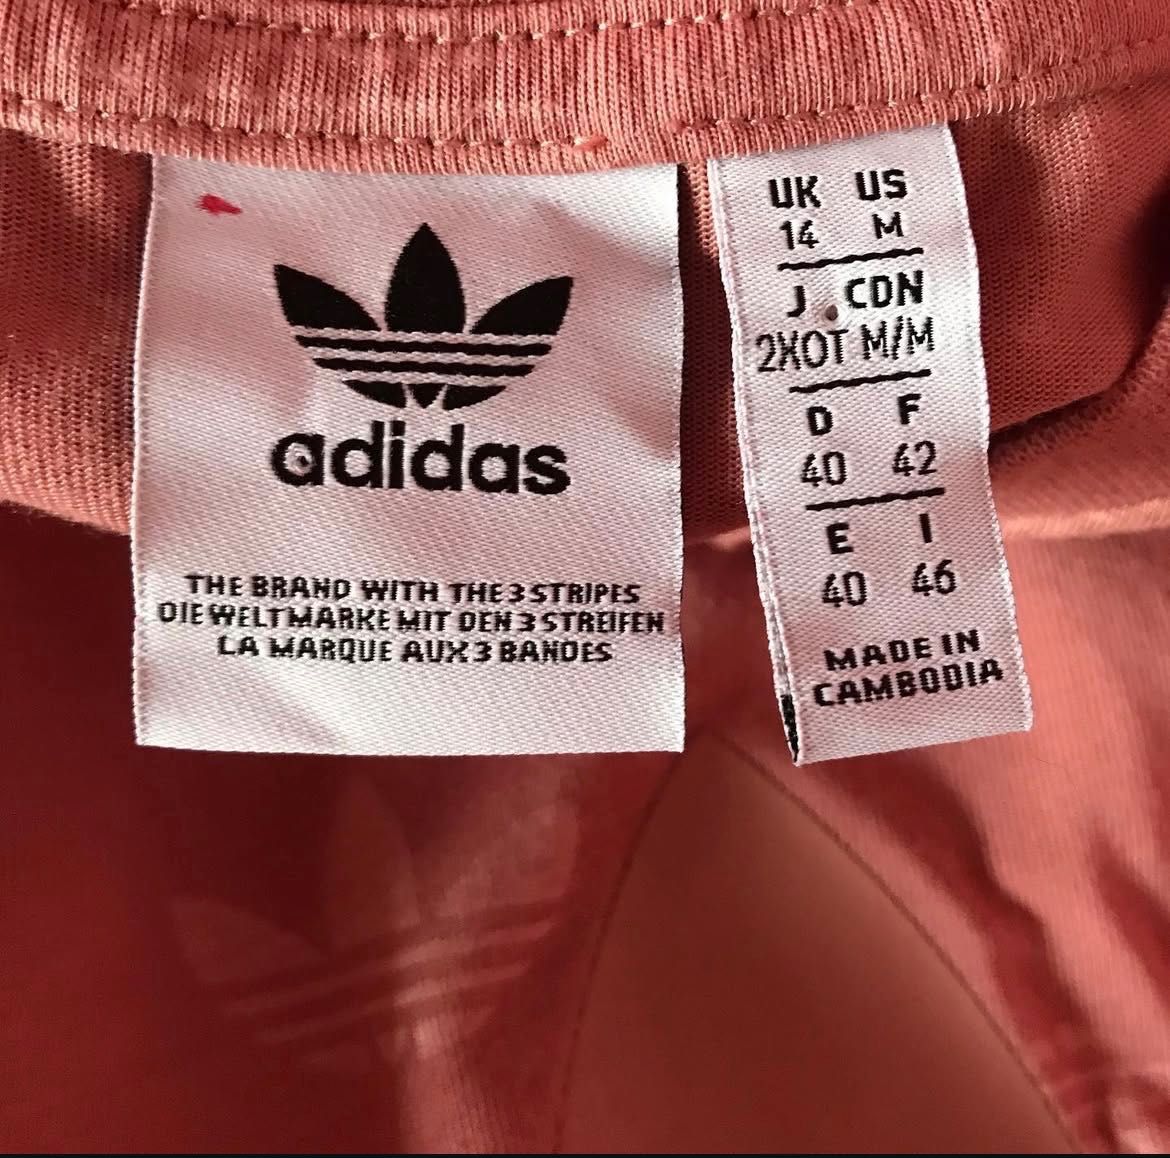 adidas
THE BRAND WITH THE 3 STRIPES
DIE WELTMARKE MIT DEN 3 STREIFEN
LA MARQUE AUX 3 BANDES
UK US
14 M
J CDN
2XOT M/M
D F
40 42
E I
40 46
MADE IN
CAMBODIA